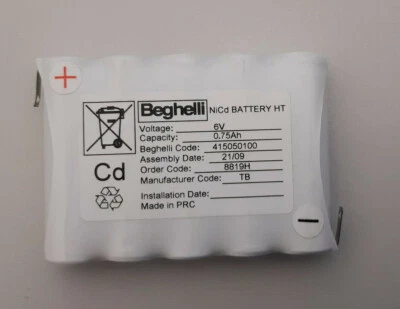 +
Beghelli NiCd BATTERY HT
Voltage: 6V
Capacity: 0.75Ah
Beghelli Code: 415050100
Assembly Date: 21/09
Order Code: 8819H
Manufacturer Code: TB
Cd
Installation Date:
Made in PRC
−